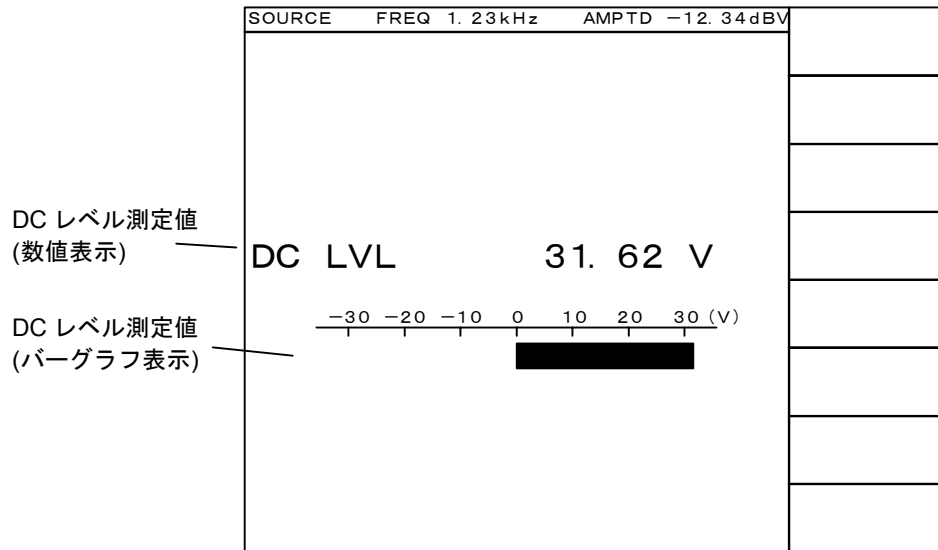 SOURCE FREQ 1. 23kHz AMPTD −12. 34dBV
DC レベル測定値
(数値表示)
DC LVL 31. 62 V
DC レベル測定値
(バーグラフ表示)
−30 −20 −10 0 10 20 30 (V)